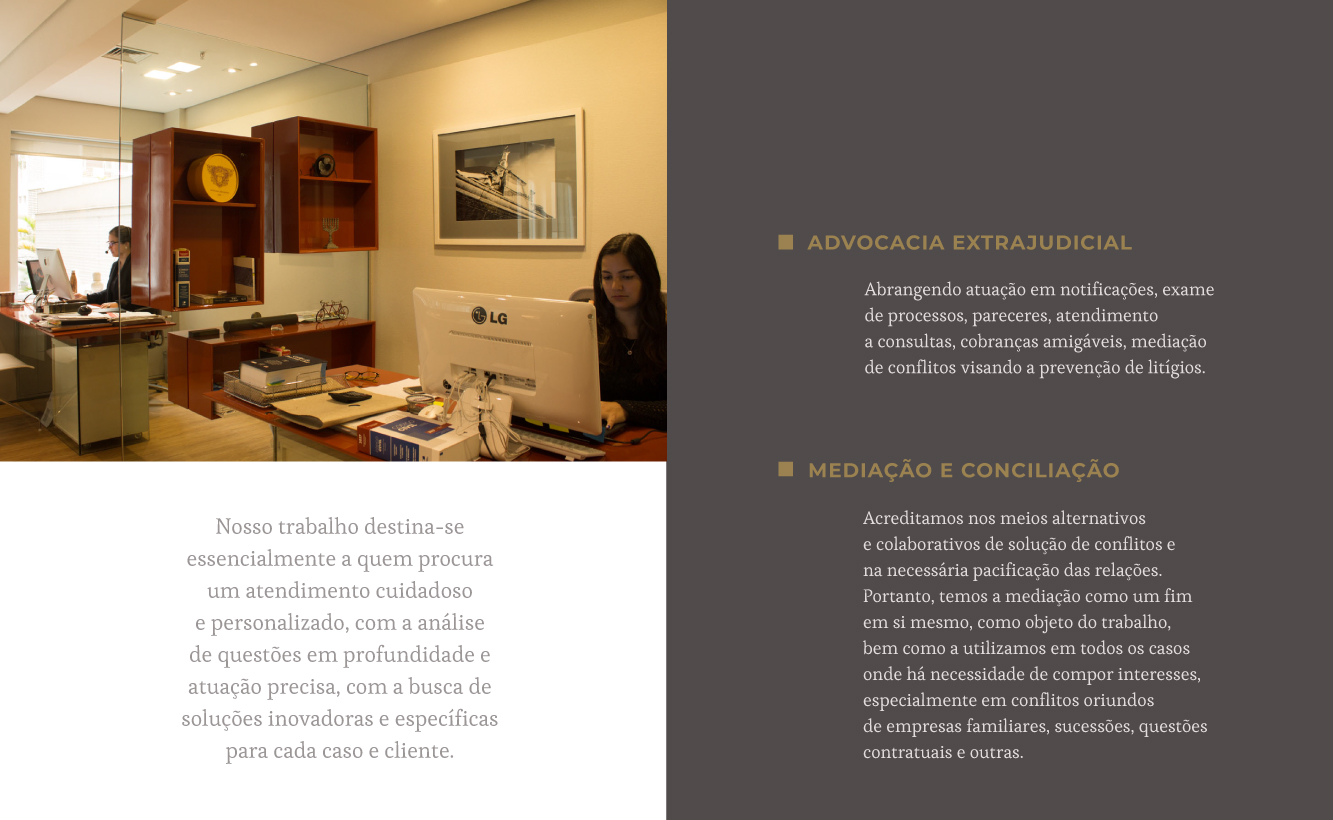 LG
Nosso trabalho destina-se
essencialmente a quem procura
um atendimento cuidadoso
e personalizado, com a análise
de questões em profundidade e
atuação precisa, com a busca de
soluções inovadoras e específicas
para cada caso e cliente.
ADVOCACIA EXTRAJUDICIAL
Abrangendo atuação em notificações, exame
de processos, pareceres, atendimento
a consultas, cobranças amigáveis, mediação
de conflitos visando a prevenção de litígios.
MEDIAÇÃO E CONCILIAÇÃO
Acreditamos nos meios alternativos
e colaborativos de solução de conflitos e
na necessária pacificação das relações.
Portanto, temos a mediação como um fim
em si mesmo, como objeto do trabalho,
bem como a utilizamos em todos os casos
onde há necessidade de compor interesses,
especialmente em conflitos oriundos
de empresas familiares, sucessões, questões
contratuais e outras.